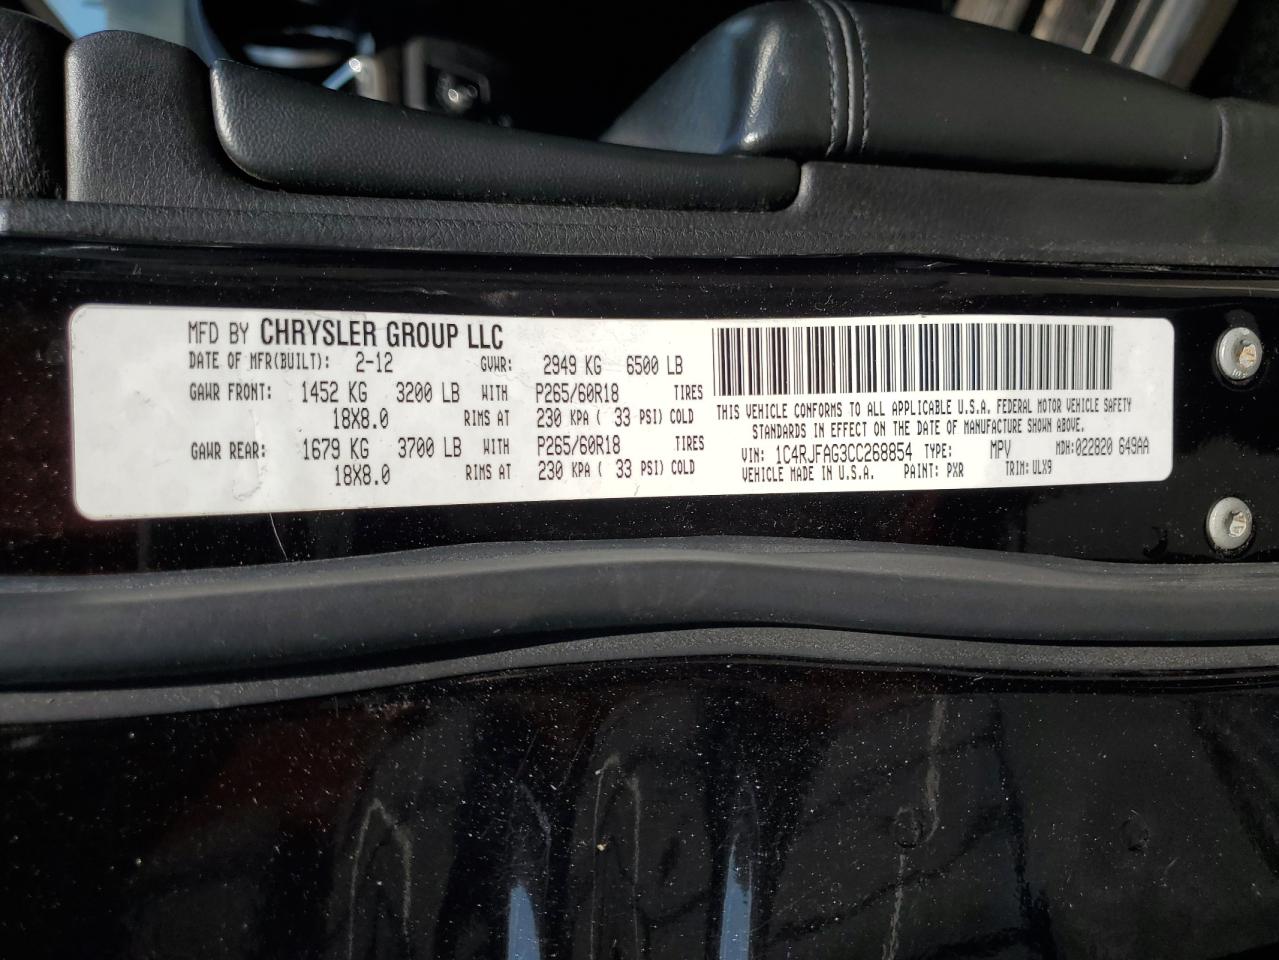 MFD BY CHRYSLER GROUP LLC
DATE OF MFR(BUILT): 2-12 GVWR: 2949 KG 6500 LB
GAWR FRONT: 1452 KG 3200 LB WITH P265/60R18 TIRES
18X8.0 RIMS AT 230 KPA ( 33 PSI) COLD
GAWR REAR: 1679 KG 3700 LB WITH P265/60R18 TIRES
18X8.0 RIMS AT 230 KPA ( 33 PSI) COLD
THIS VEHICLE CONFORMS TO ALL APPLICABLE U.S.A. FEDERAL MOTOR VEHICLE SAFETY
STANDARDS IN EFFECT ON THE DATE OF MANUFACTURE SHOWN ABOVE.
VIN: 1C4RJFAG3CC268854 TYPE: MPV MDH:022820 649AA
VEHICLE MADE IN U.S.A. PAINT: PXR TRIM: ULX9